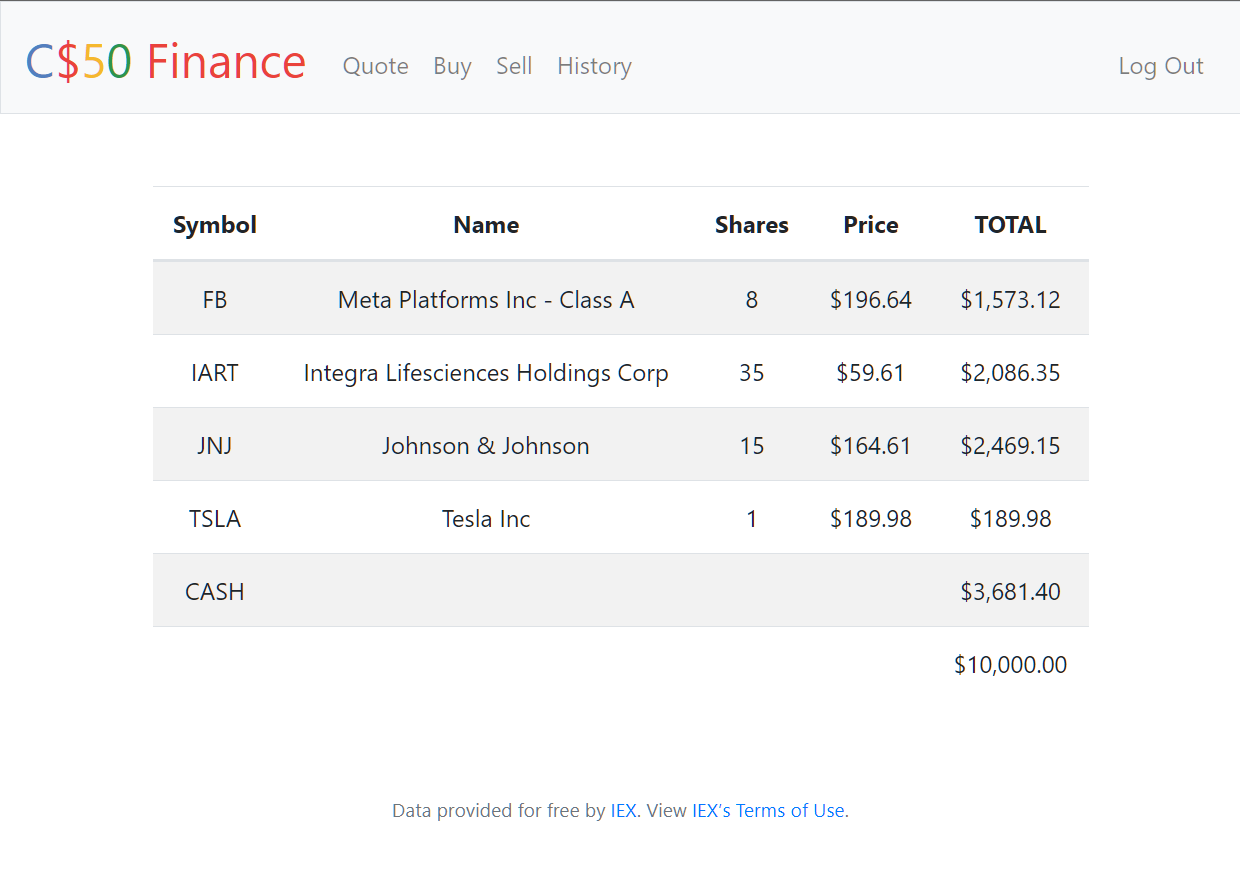 C$50 Finance Quote Buy Sell History Log Out
Symbol Name Shares Price TOTAL
FB Meta Platforms Inc - Class A 8 $196.64 $1,573.12
IART Integra Lifesciences Holdings Corp 35 $59.61 $2,086.35
JNJ Johnson & Johnson 15 $164.61 $2,469.15
TSLA Tesla Inc 1 $189.98 $189.98
CASH $3,681.40
$10,000.00
Data provided for free by IEX. View IEX’s Terms of Use.